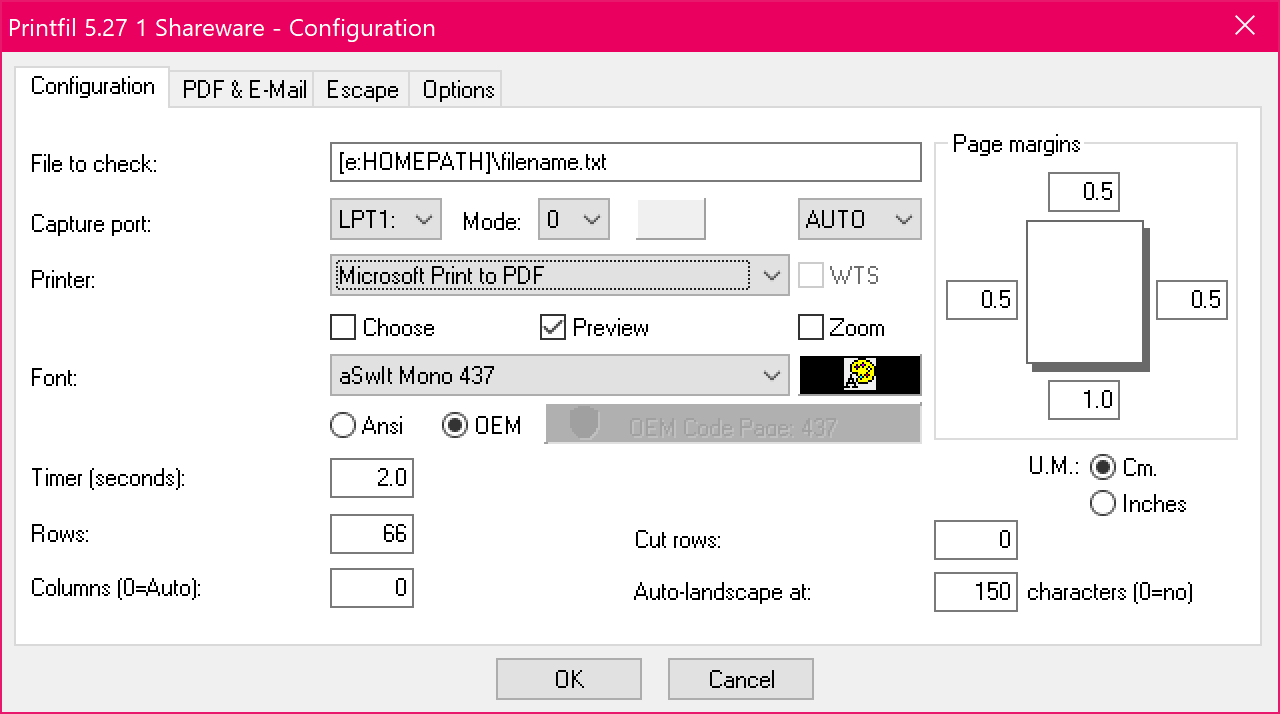 Printfil 5.27 1 Shareware - Configuration
Configuration PDF & E-Mail Escape Options
File to check: [e:HOMEPATH]\filename.txt
Page margins
0.5
Capture port: LPT1: Mode: 0 AUTO
Printer: Microsoft Print to PDF WTS
0.5 0.5
Choose Preview Zoom
Font: aSwIt Mono 437 A
1.0
Ansi OEM OEM Code Page: 437
Timer (seconds): 2.0
U.M.: Cm.
Inches
Rows: 66
Cut rows: 0
Columns (0=Auto): 0
Auto-landscape at: 150 characters (0=no)
OK Cancel